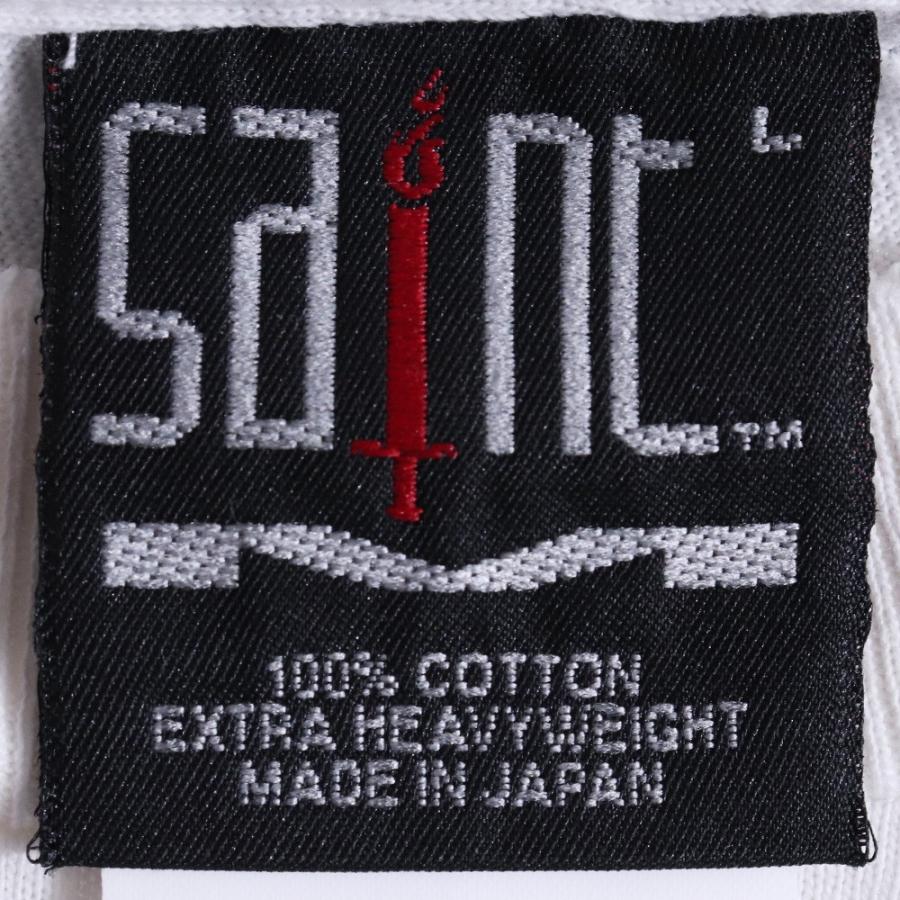 saint L
TM
100% COTTON
EXTRA HEAVYWEIGHT
MADE IN JAPAN